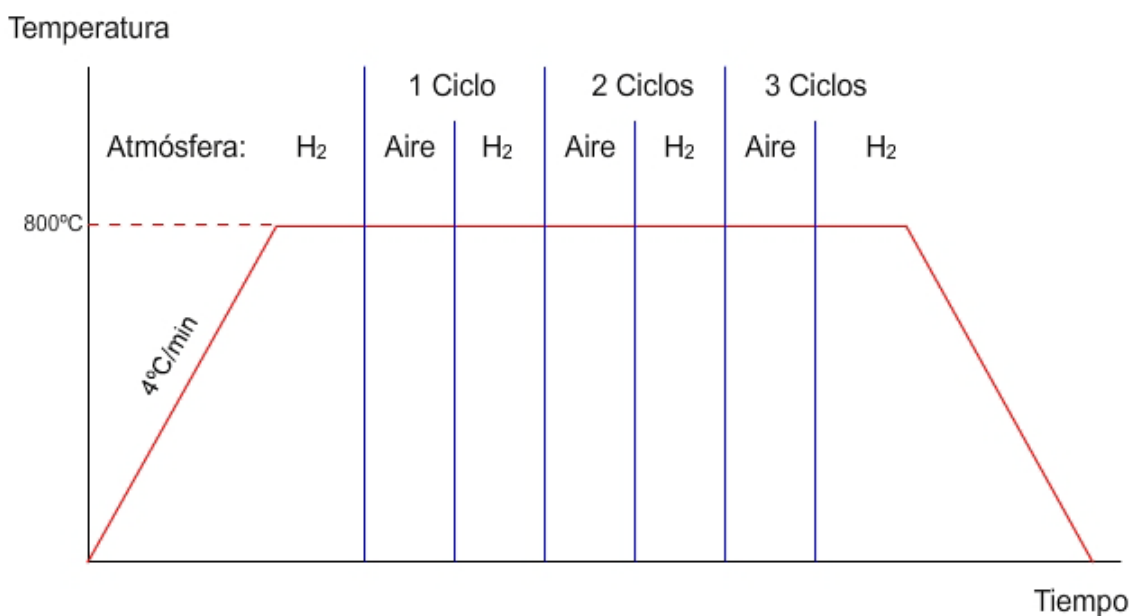 Temperatura
1 Ciclo 2 Ciclos 3 Ciclos
Atmósfera: H₂ Aire H₂ Aire H₂ Aire H₂
800ºC
4ºC/min
Tiempo